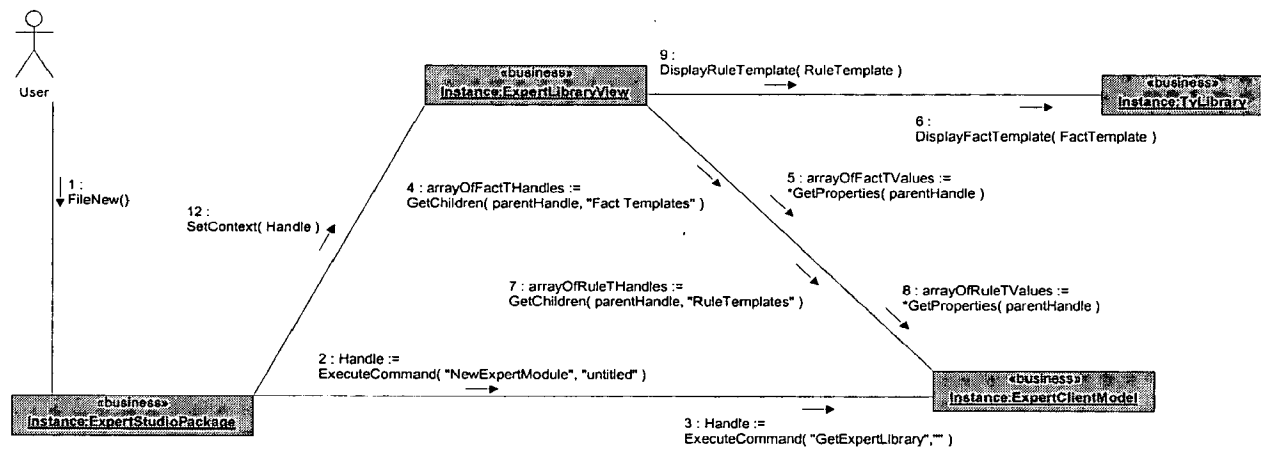 User
«business»
Instance:ExpertLibraryView
9 :
DisplayRuleTemplate( RuleTemplate )
«business»
Instance:TyLibrary
6 :
DisplayFactTemplate( FactTemplate )
1 :
FileNew()
4 : arrayOfFactTHandles :=
GetChildren( parentHandle, "Fact Templates" )
5 : arrayOfFactTValues :=
*GetProperties( parentHandle )
12 :
SetContext( Handle )
7 : arrayOfRuleTHandles :=
GetChildren( parentHandle, "RuleTemplates" )
8 : arrayOfRuleTValues :=
*GetProperties( parentHandle )
2 : Handle :=
ExecuteCommand( "NewExpertModule", "untitled" )
«business»
Instance:ExpertStudioPackage
«business»
Instance:ExpertClientModel
3 : Handle :=
ExecuteCommand( "GetExpertLibrary","" )